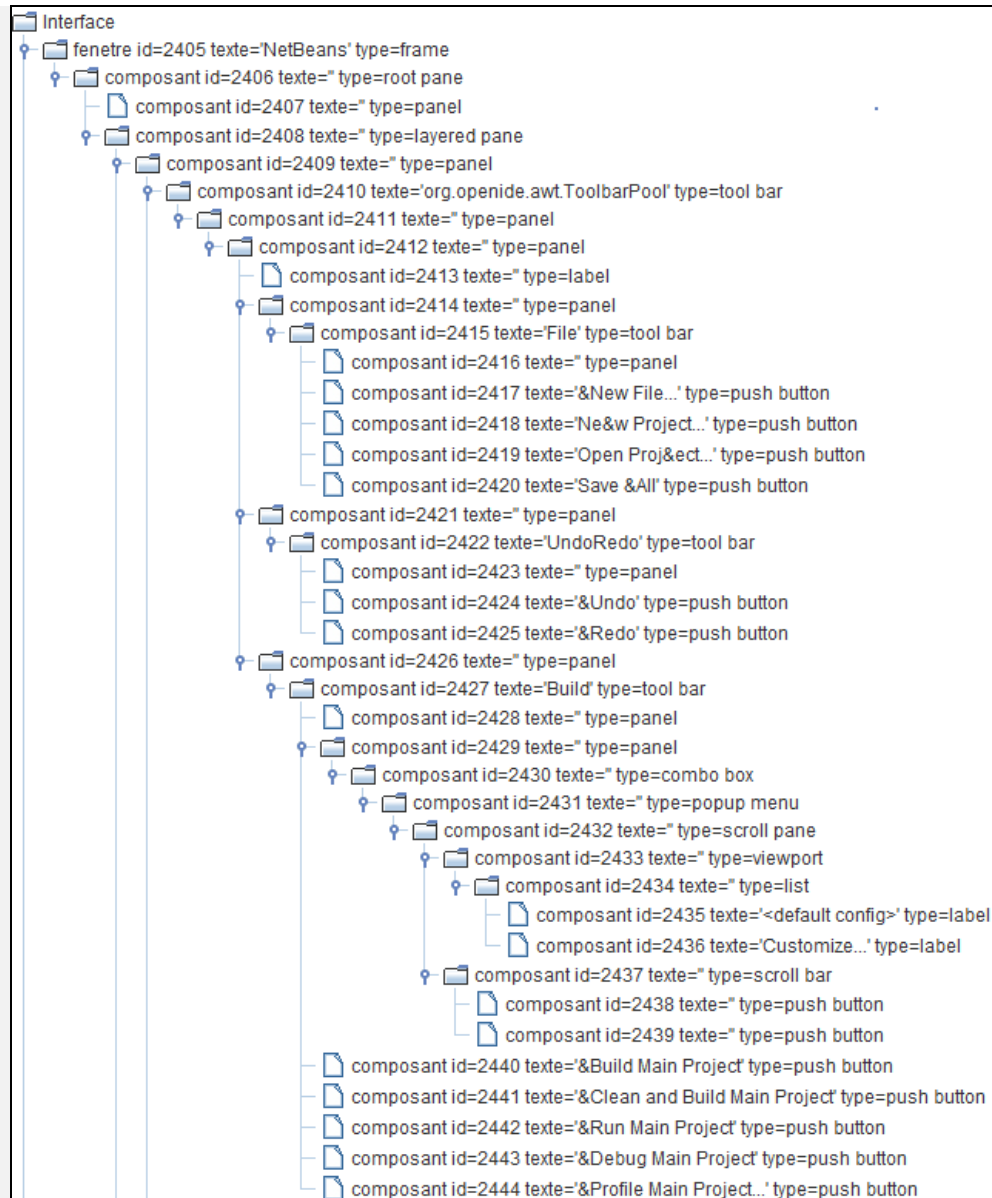 Interface
fenetre id=2405 texte='NetBeans' type=frame
composant id=2406 texte='' type=root pane
composant id=2407 texte='' type=panel
composant id=2408 texte='' type=layered pane
composant id=2409 texte='' type=panel
composant id=2410 texte='org.openide.awt.ToolbarPool' type=tool bar
composant id=2411 texte='' type=panel
composant id=2412 texte='' type=panel
composant id=2413 texte='' type=label
composant id=2414 texte='' type=panel
composant id=2415 texte='File' type=tool bar
composant id=2416 texte='' type=panel
composant id=2417 texte='&New File...' type=push button
composant id=2418 texte='Ne&w Project...' type=push button
composant id=2419 texte='Open Proj&ect...' type=push button
composant id=2420 texte='Save &All' type=push button
composant id=2421 texte='' type=panel
composant id=2422 texte='UndoRedo' type=tool bar
composant id=2423 texte='' type=panel
composant id=2424 texte='&Undo' type=push button
composant id=2425 texte='&Redo' type=push button
composant id=2426 texte='' type=panel
composant id=2427 texte='Build' type=tool bar
composant id=2428 texte='' type=panel
composant id=2429 texte='' type=panel
composant id=2430 texte='' type=combo box
composant id=2431 texte='' type=popup menu
composant id=2432 texte='' type=scroll pane
composant id=2433 texte='' type=viewport
composant id=2434 texte='' type=list
composant id=2435 texte='<default config>' type=label
composant id=2436 texte='Customize...' type=label
composant id=2437 texte='' type=scroll bar
composant id=2438 texte='' type=push button
composant id=2439 texte='' type=push button
composant id=2440 texte='&Build Main Project' type=push button
composant id=2441 texte='&Clean and Build Main Project' type=push button
composant id=2442 texte='&Run Main Project' type=push button
composant id=2443 texte='&Debug Main Project' type=push button
composant id=2444 texte='&Profile Main Project...' type=push button